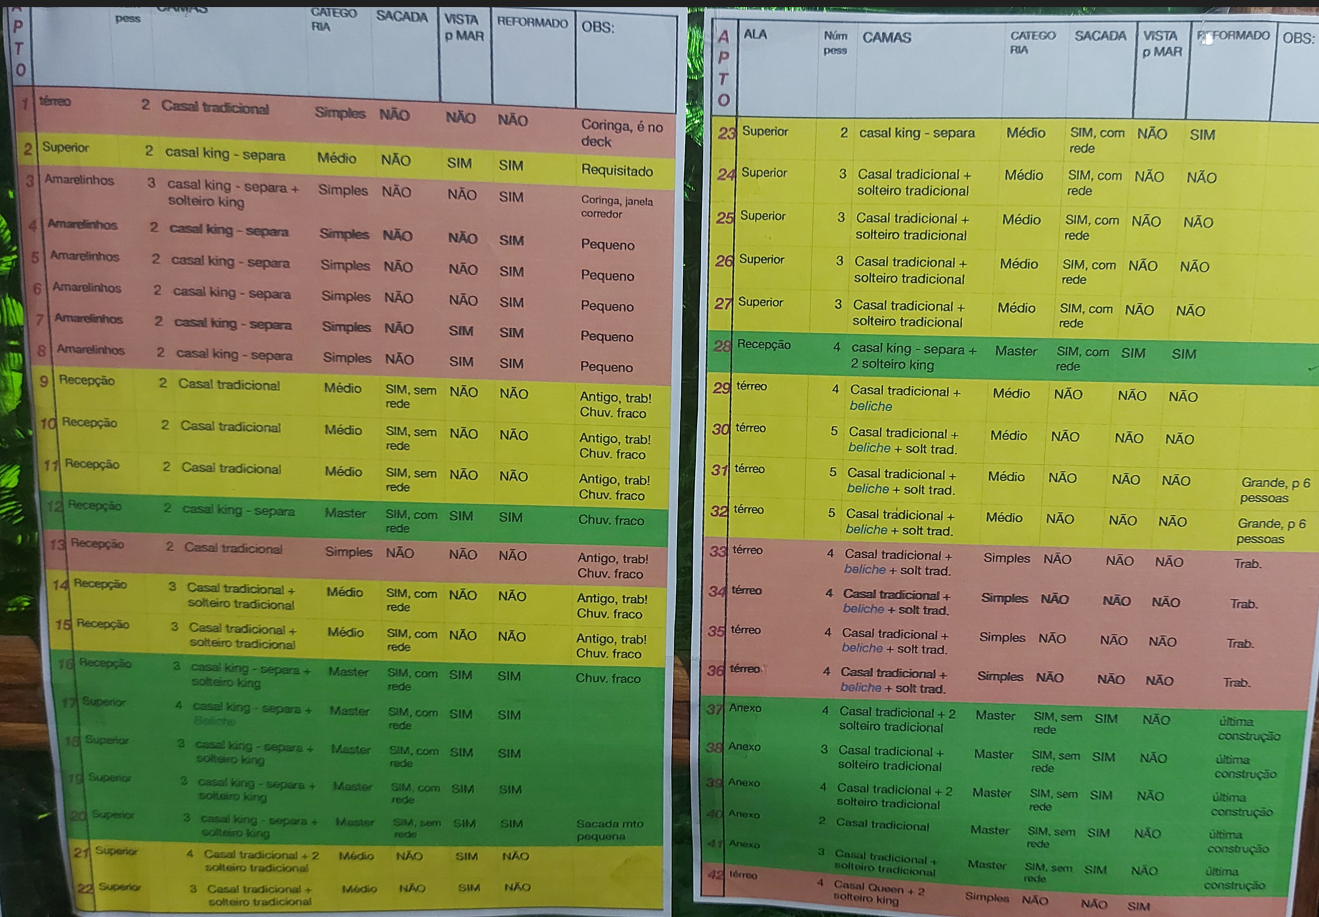 A P T O pess CAMAS CATEGO RIA SACADA VISTA p MAR REFORMADO OBS:
1 térreo 2 Casal tradicional Simples NÃO NÃO NÃO Coringa, é no deck
2 Superior 2 casal king - separa Médio NÃO SIM SIM Requisitado
3 Amarelinhos 3 casal king - separa + solteiro king Simples NÃO NÃO SIM Coringa, janela corredor
4 Amarelinhos 2 casal king - separa Simples NÃO NÃO SIM Pequeno
5 Amarelinhos 2 casal king - separa Simples NÃO NÃO SIM Pequeno
6 Amarelinhos 2 casal king - separa Simples NÃO NÃO SIM Pequeno
7 Amarelinhos 2 casal king - separa Simples NÃO SIM SIM Pequeno
8 Amarelinhos 2 casal king - separa Simples NÃO SIM SIM Pequeno
9 Recepção 2 Casal tradicional Médio SIM, sem rede NÃO NÃO Antigo, trab! Chuv. fraco
10 Recepção 2 Casal tradicional Médio SIM, sem rede NÃO NÃO Antigo, trab! Chuv. fraco
11 Recepção 2 Casal tradicional Médio SIM, sem rede NÃO NÃO Antigo, trab! Chuv. fraco
12 Recepção 2 casal king - separa Master SIM, com rede SIM SIM Chuv. fraco
13 Recepção 2 Casal tradicional Simples NÃO NÃO NÃO Antigo, trab! Chuv. fraco
14 Recepção 3 Casal tradicional + solteiro tradicional Médio SIM, com rede NÃO NÃO Antigo, trab! Chuv. fraco
15 Recepção 3 Casal tradicional + solteiro tradicional Médio SIM, com rede NÃO NÃO Antigo, trab! Chuv. fraco
16 Recepção 3 casal king - separa + solteiro king Master SIM, com rede SIM SIM Chuv. fraco
17 Superior 4 casal king - separa + Beliche Master SIM, com rede SIM SIM
18 Superior 3 casal king - separa + solteiro king Master SIM, com rede SIM SIM
19 Superior 3 casal king - separa + solteiro king Master SIM, com rede SIM SIM
20 Superior 3 casal king - separa + solteiro king Master SIM, sem rede SIM SIM Sacada mto pequena
21 Superior 4 Casal tradicional + 2 solteiro tradicional Médio NÃO SIM NÃO
22 Superior 3 Casal tradicional + solteiro tradicional Médio NÃO SIM NÃO
A P T O ALA Núm pess CAMAS CATEGO RIA SACADA VISTA p MAR REFORMADO OBS:
23 Superior 2 casal king - separa Médio SIM, com rede NÃO SIM
24 Superior 3 Casal tradicional + solteiro tradicional Médio SIM, com rede NÃO NÃO
25 Superior 3 Casal tradicional + solteiro tradicional Médio SIM, com rede NÃO NÃO
26 Superior 3 Casal tradicional + solteiro tradicional Médio SIM, com rede NÃO NÃO
27 Superior 3 Casal tradicional + solteiro tradicional Médio SIM, com rede NÃO NÃO
28 Recepção 4 casal king - separa + 2 solteiro king Master SIM, com rede SIM SIM
29 térreo 4 Casal tradicional + beliche Médio NÃO NÃO NÃO
30 térreo 5 Casal tradicional + beliche + solt trad. Médio NÃO NÃO NÃO
31 térreo 5 Casal tradicional + beliche + solt trad. Médio NÃO NÃO NÃO Grande, p 6 pessoas
32 térreo 5 Casal tradicional + beliche + solt trad. Médio NÃO NÃO NÃO Grande, p 6 pessoas
33 térreo 4 Casal tradicional + beliche + solt trad. Simples NÃO NÃO NÃO Trab.
34 térreo 4 Casal tradicional + beliche + solt trad. Simples NÃO NÃO NÃO Trab.
35 térreo 4 Casal tradicional + beliche + solt trad. Simples NÃO NÃO NÃO Trab.
36 térreo 4 Casal tradicional + beliche + solt trad. Simples NÃO NÃO NÃO Trab.
37 Anexo 4 Casal tradicional + 2 solteiro tradicional Master SIM, sem rede SIM NÃO última construção
38 Anexo 3 Casal tradicional + solteiro tradicional Master SIM, sem rede SIM NÃO última construção
39 Anexo 4 Casal tradicional + 2 solteiro tradicional Master SIM, sem rede SIM NÃO última construção
40 Anexo 2 Casal tradicional Master SIM, sem rede SIM NÃO última construção
41 Anexo 3 Casal tradicional + solteiro tradicional Master SIM, sem rede SIM NÃO última construção
42 térreo 4 Casal Queen + 2 solteiro king Simples NÃO NÃO SIM